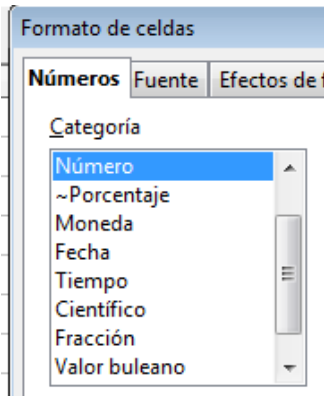 Formato de celdas
Números Fuente Efectos de
Categoría
Número
~Porcentaje
Moneda
Fecha
Tiempo
Científico
Fracción
Valor buleano